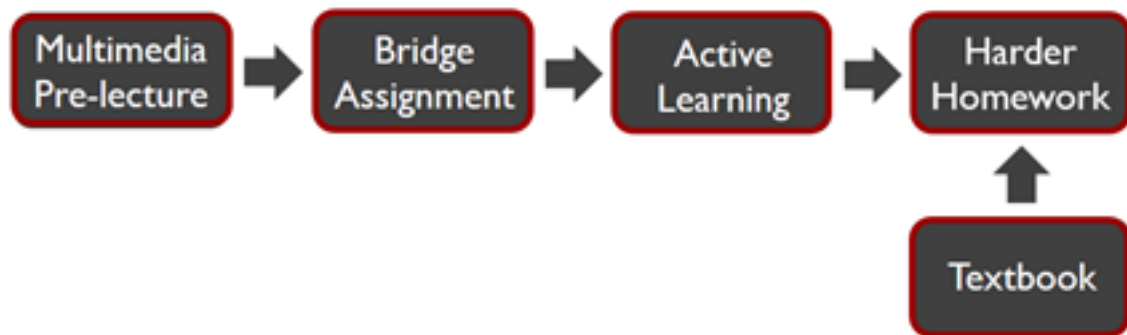 Multimedia
Pre-lecture
Bridge
Assignment
Active
Learning
Harder
Homework
Textbook